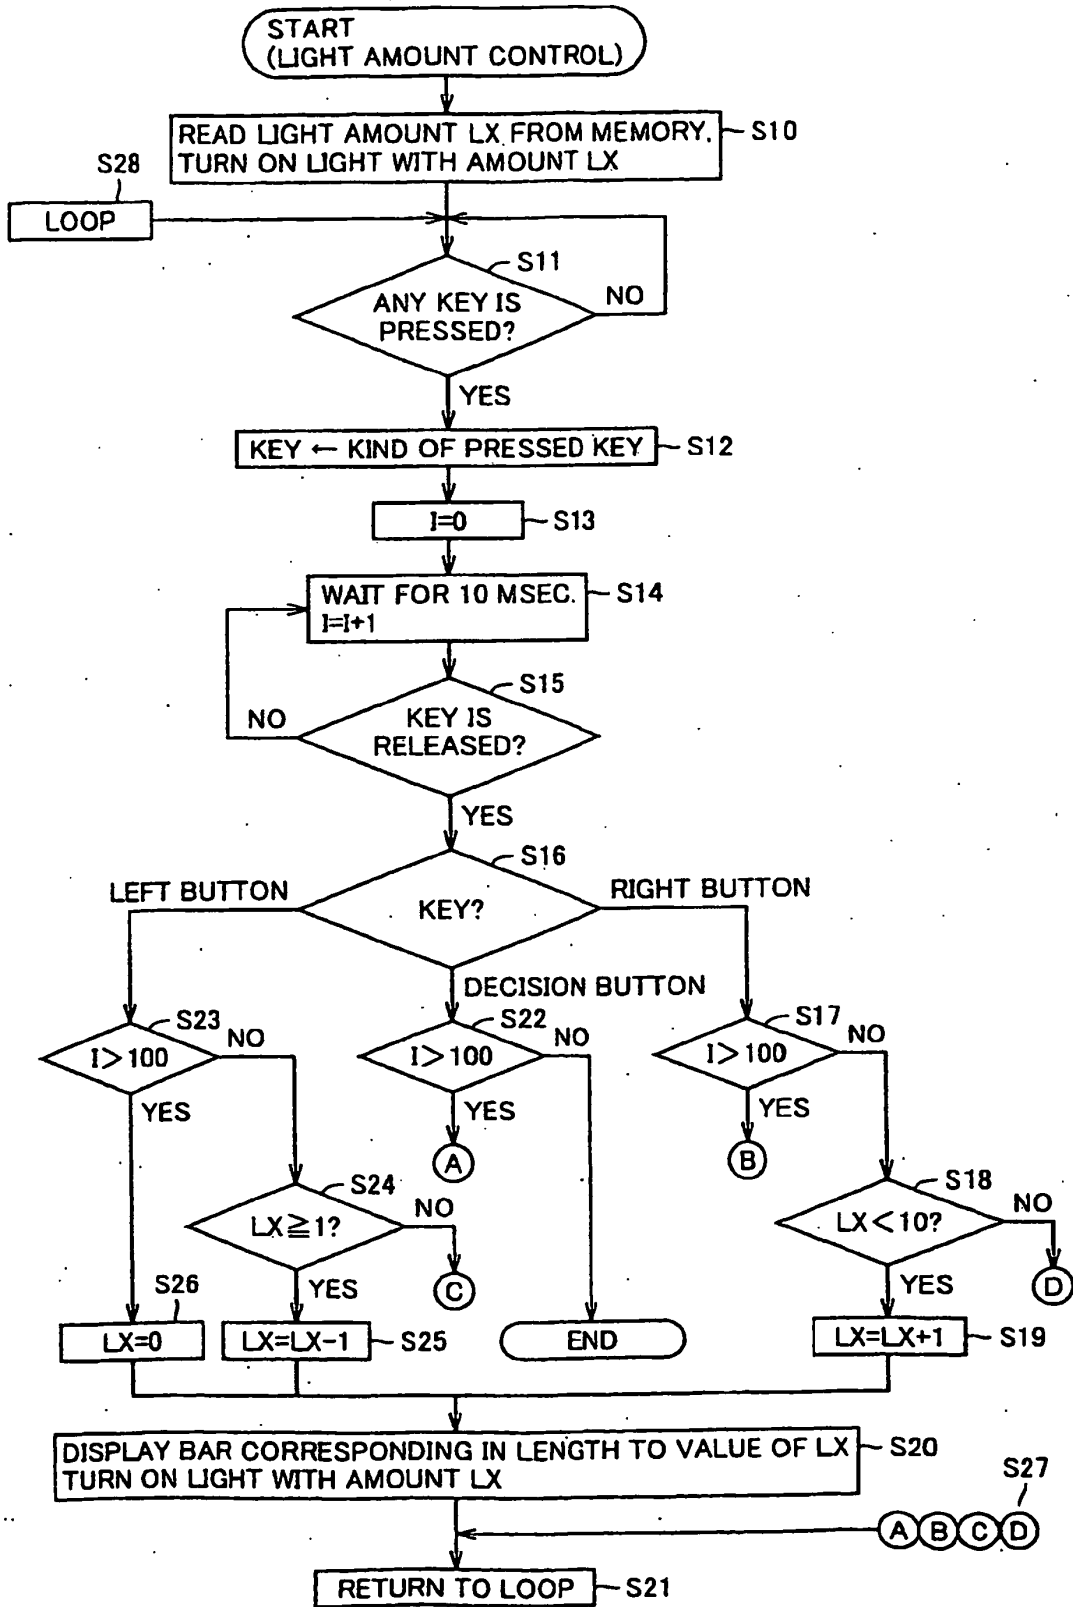 START
(LIGHT AMOUNT CONTROL)
READ LIGHT AMOUNT LX FROM MEMORY.
TURN ON LIGHT WITH AMOUNT LX
S10
S28
LOOP
S11
ANY KEY IS
PRESSED?
NO
YES
KEY ← KIND OF PRESSED KEY
S12
I=0
S13
WAIT FOR 10 MSEC.
I=I+1
S14
S15
KEY IS
RELEASED?
NO
YES
S16
KEY?
LEFT BUTTON
RIGHT BUTTON
DECISION BUTTON
S23
I>100
NO
YES
S22
I>100
NO
YES
A
S17
I>100
NO
YES
B
S24
LX≧1?
NO
C
YES
S18
LX<10?
NO
D
YES
S26
LX=0
LX=LX-1
S25
END
LX=LX+1
S19
DISPLAY BAR CORRESPONDING IN LENGTH TO VALUE OF LX
TURN ON LIGHT WITH AMOUNT LX
S20
S27
A B C D
RETURN TO LOOP
S21